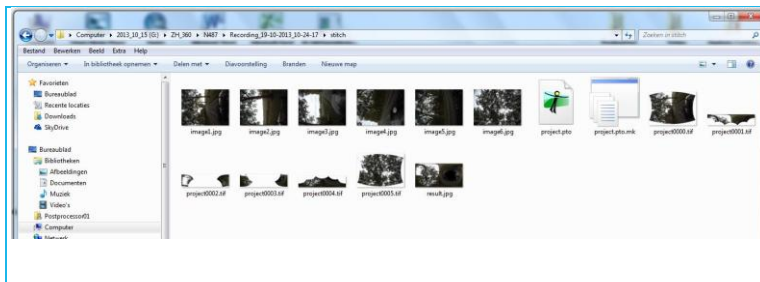 Computer ▸ 2013_10_15 (G:) ▸ ZH_360 ▸ N487 ▸ Recording_19-10-2013_10-24-17 ▸ stitch
Zoeken in stitch
Bestand Bewerken Beeld Extra Help
Organiseren In bibliotheek opnemen Delen met Diavoorstelling Branden Nieuwe map
Favorieten
Bureaublad
Recente locaties
Downloads
SkyDrive
image1.jpg image2.jpg image3.jpg image4.jpg image5.jpg image6.jpg project.pto project.pto.mk project0000.tif project0001.tif
Bureaublad
Bibliotheken
Afbeeldingen
Documenten
Muziek
Video's
Postprocessor01
Computer
Netwerk
project0002.tif project0003.tif project0004.tif project0005.tif result.jpg